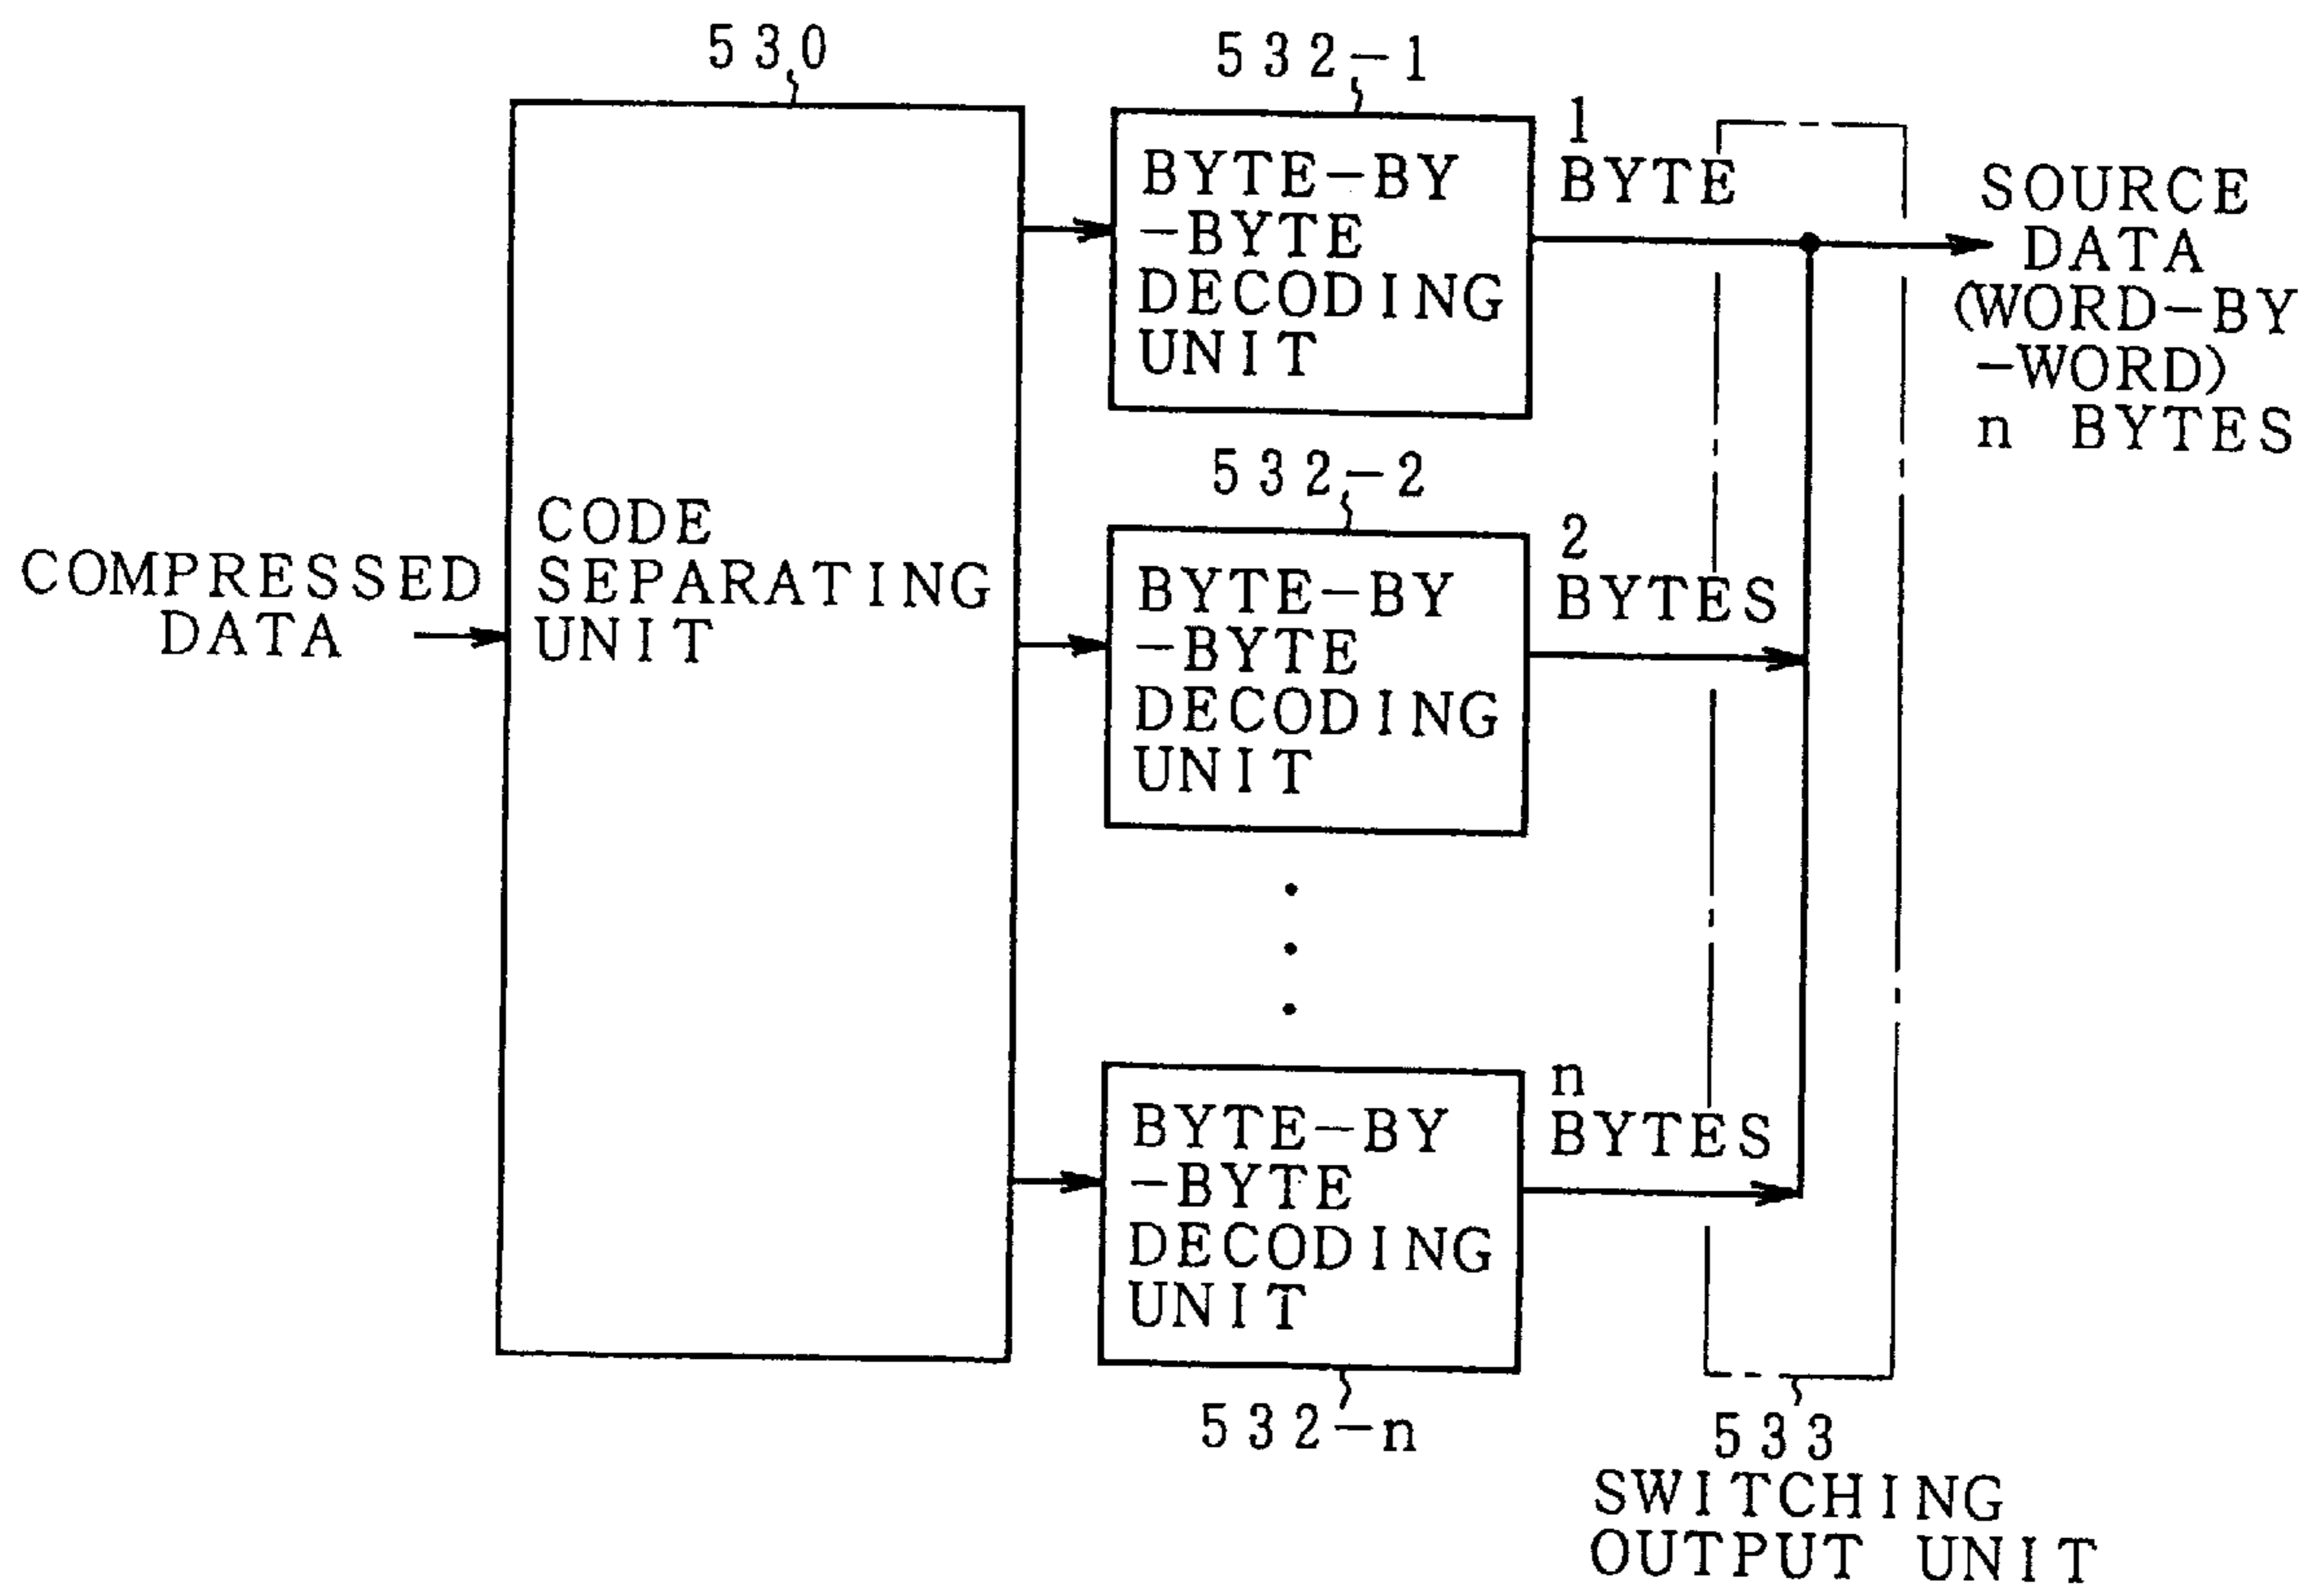 530
532-1
1
BYTE
BYTE-BY
-BYTE
DECODING
UNIT
SOURCE
DATA
(WORD-BY
-WORD)
n BYTES
532-2
2
BYTES
BYTE-BY
-BYTE
DECODING
UNIT
CODE
SEPARATING
UNIT
COMPRESSED
DATA
n
BYTES
BYTE-BY
-BYTE
DECODING
UNIT
532-n
533
SWITCHING
OUTPUT UNIT